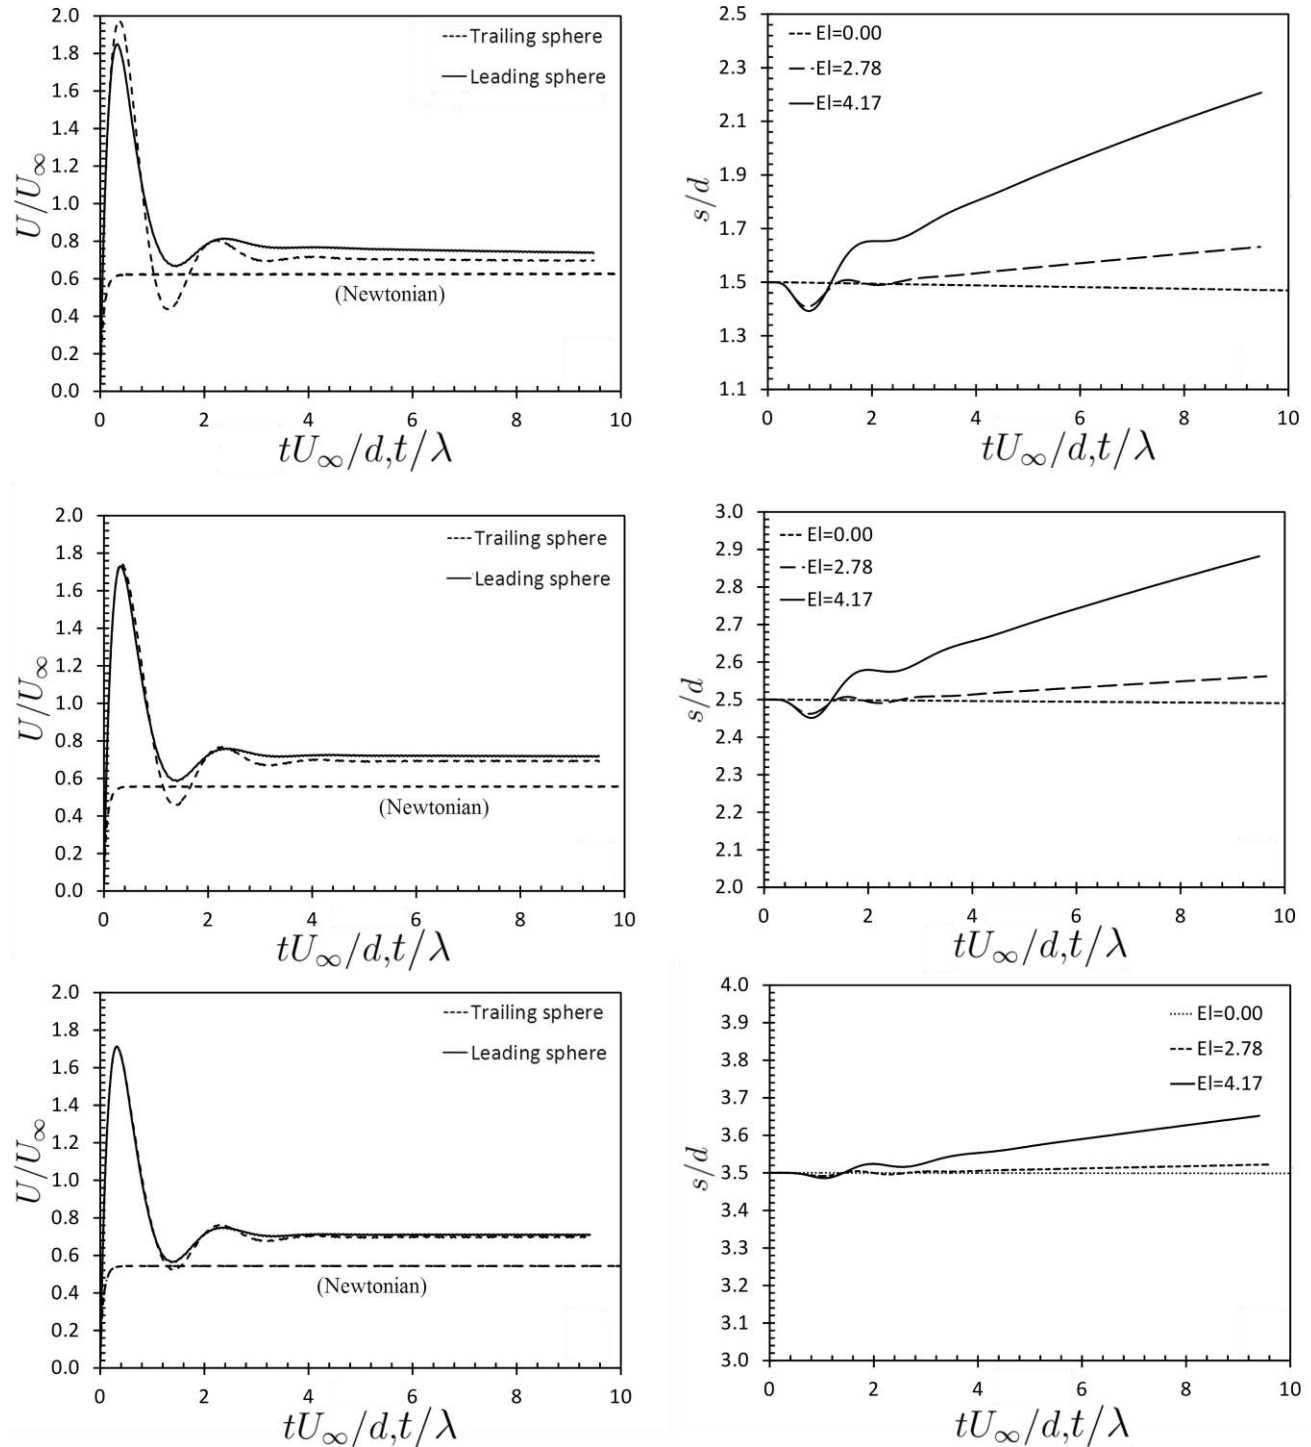 2.0
1.8
1.6
1.4
1.2
1.0
0.8
0.6
0.4
0.2
0.0
U/U∞
Trailing sphere
Leading sphere
(Newtonian)
0 2 4 6 8 10
tU∞/d,t/λ
2.5
2.3
2.1
1.9
1.7
1.5
1.3
1.1
s/d
El=0.00
El=2.78
El=4.17
0 2 4 6 8 10
tU∞/d,t/λ
2.0
1.8
1.6
1.4
1.2
1.0
0.8
0.6
0.4
0.2
0.0
U/U∞
Trailing sphere
Leading sphere
(Newtonian)
0 2 4 6 8 10
tU∞/d,t/λ
3.0
2.9
2.8
2.7
2.6
2.5
2.4
2.3
2.2
2.1
2.0
s/d
El=0.00
El=2.78
El=4.17
0 2 4 6 8 10
tU∞/d,t/λ
2.0
1.8
1.6
1.4
1.2
1.0
0.8
0.6
0.4
0.2
0.0
U/U∞
Trailing sphere
Leading sphere
(Newtonian)
0 2 4 6 8 10
tU∞/d,t/λ
4.0
3.9
3.8
3.7
3.6
3.5
3.4
3.3
3.2
3.1
3.0
s/d
El=0.00
El=2.78
El=4.17
0 2 4 6 8 10
tU∞/d,t/λ